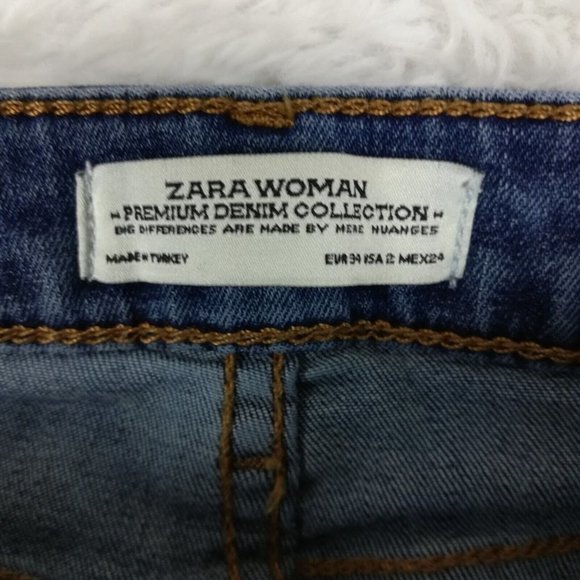 ZARA WOMAN
- PREMIUM DENIM COLLECTION -
BIG DIFFERENCES ARE MADE BY MERE NUANCES
MADE IN TURKEY EUR 34 USA 2 MEX 24